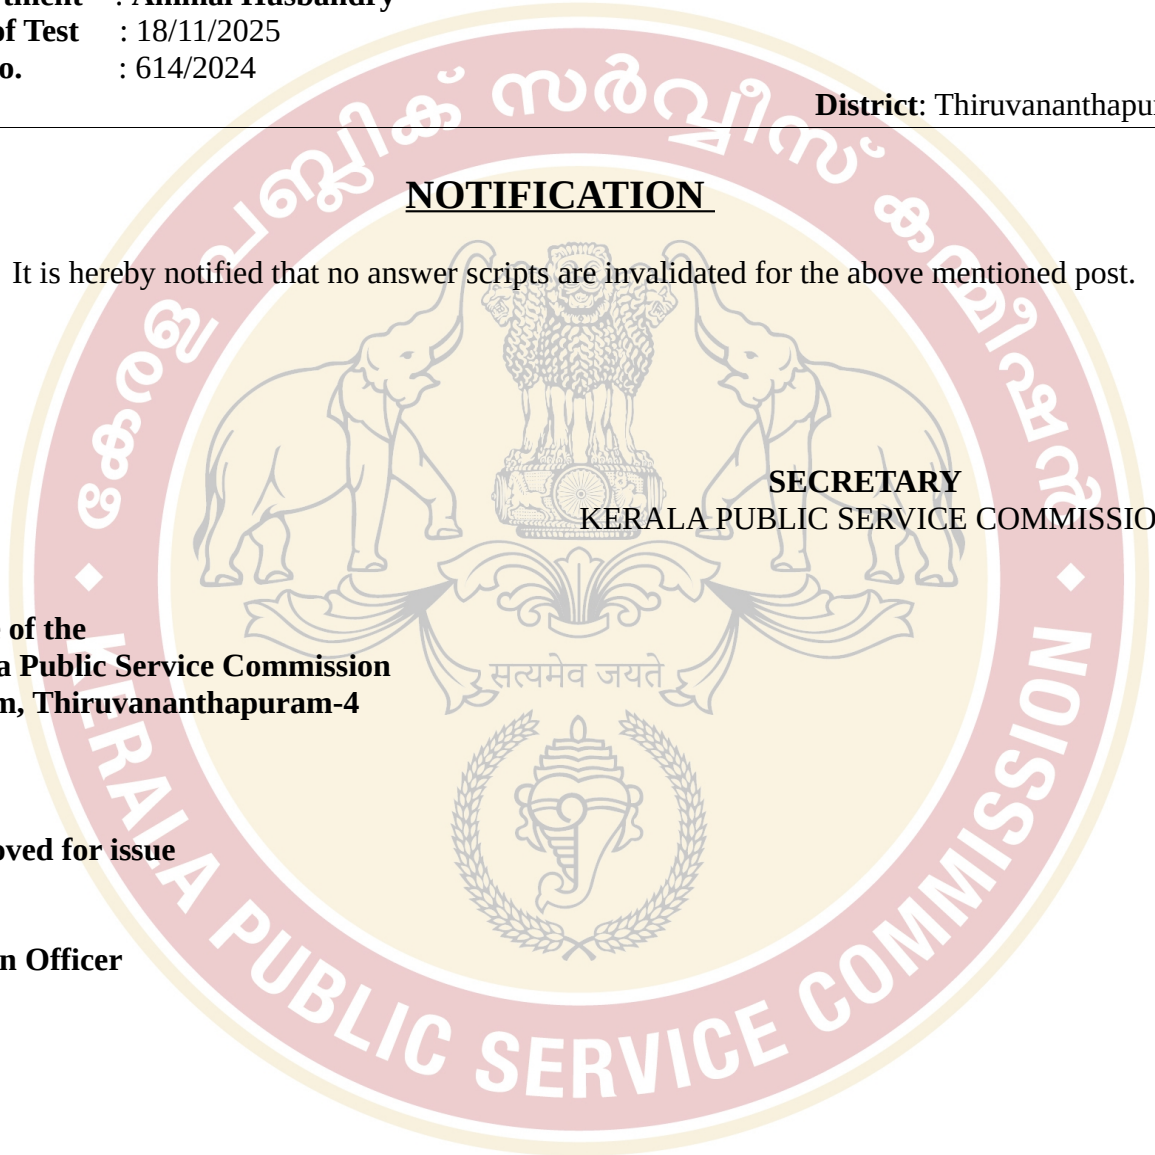 : Animal Husbandry
of Test : 18/11/2025
: 614/2024
District: Thiruvananthapu
NOTIFICATION
It is hereby notified that no answer scripts are invalidated for the above mentioned post.
SECRETARY
KERALA PUBLIC SERVICE COMMISSIO
of the
a Public Service Commission
m, Thiruvananthapuram-4
oved for issue
n Officer
കേരള പബ്ലിക് സർവ്വീസ് കമ്മീഷൻ
सत्यमेव जयते
KERALA PUBLIC SERVICE COMMISSION